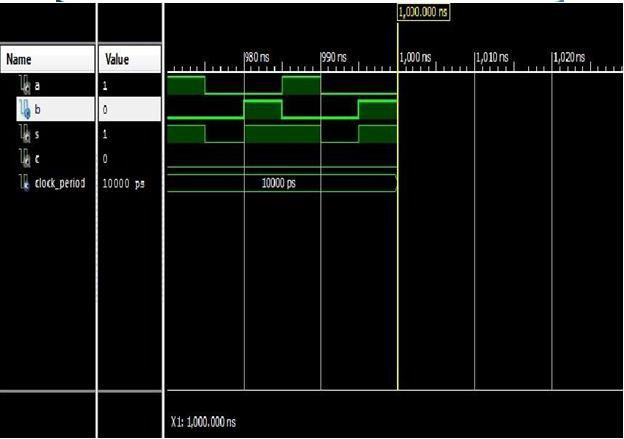 1,000.000 ns
Name Value
980 ns 990 ns 1,000 ns 1,010 ns 1,020 ns
a 1
b 0
s 1
c 0
clock_period 10000 ps 10000 ps
X1: 1,000.000 ns